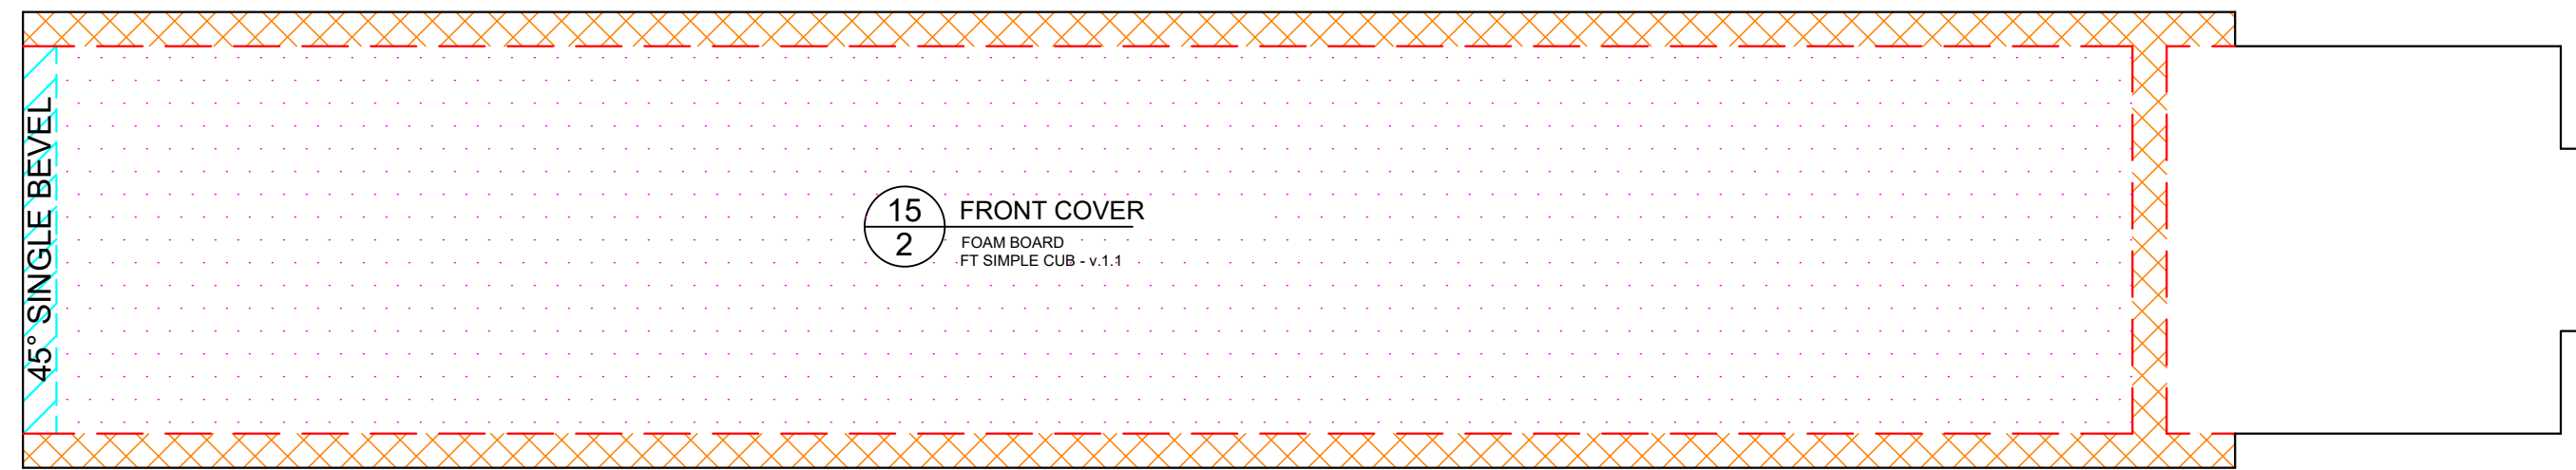 45° SINGLE BEVEL
15
2
FRONT COVER
FOAM BOARD
FT SIMPLE CUB - v.1.1